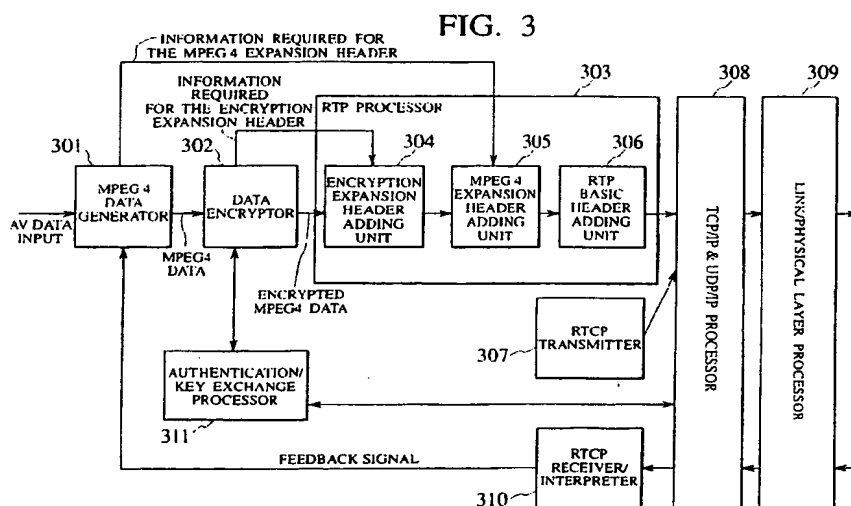 FIG. 3
INFORMATION REQUIRED FOR
THE MPEG 4 EXPANSION HEADER
INFORMATION
REQUIRED
FOR THE ENCRYPTION
EXPANSION HEADER
303
308
309
RTP PROCESSOR
301
302
304
305
306
MPEG 4
DATA
GENERATOR
DATA
ENCRYPTOR
ENCRYPTION
EXPANSION
HEADER
ADDING UNIT
MPEG 4
EXPANSION
HEADER
ADDING UNIT
RTP
BASIC
HEADER
ADDING
UNIT
AV DATA
INPUT
MPEG4
DATA
ENCRYPTED
MPEG4 DATA
TCP/IP & UDP/IP PROCESSOR
LINK/PHYSICAL LAYER PROCESSOR
RTCP
TRANSMITTER
307
AUTHENTICATION/
KEY EXCHANGE
PROCESSOR
311
FEEDBACK SIGNAL
RTCP
RECEIVER/
INTERPRETER
310